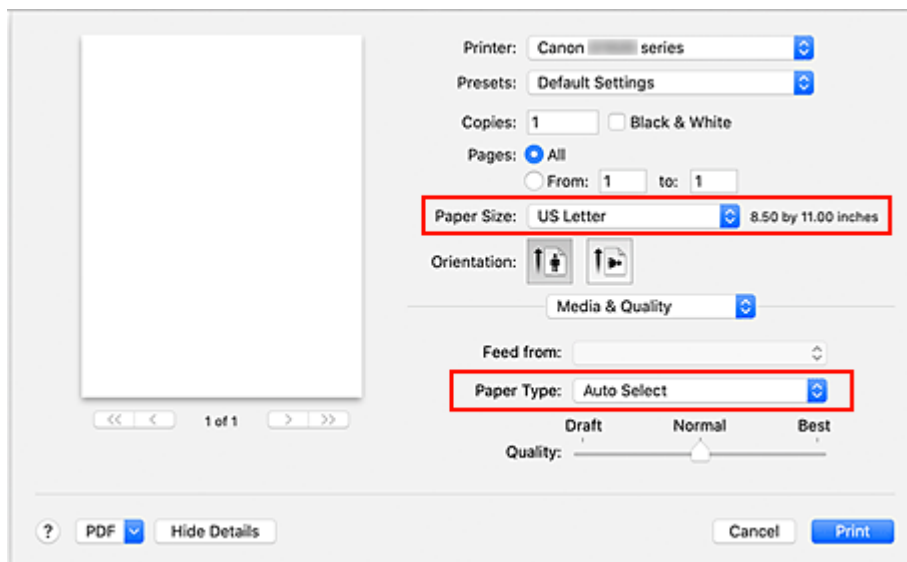 Printer: Canon series
Presets: Default Settings
Copies: 1 Black & White
Pages: All
From: 1 to: 1
Paper Size: US Letter 8.50 by 11.00 inches
Orientation:
Media & Quality
Feed from:
Paper Type: Auto Select
Draft Normal Best
Quality:
<< < 1 of 1 > >>
? PDF Hide Details Cancel Print